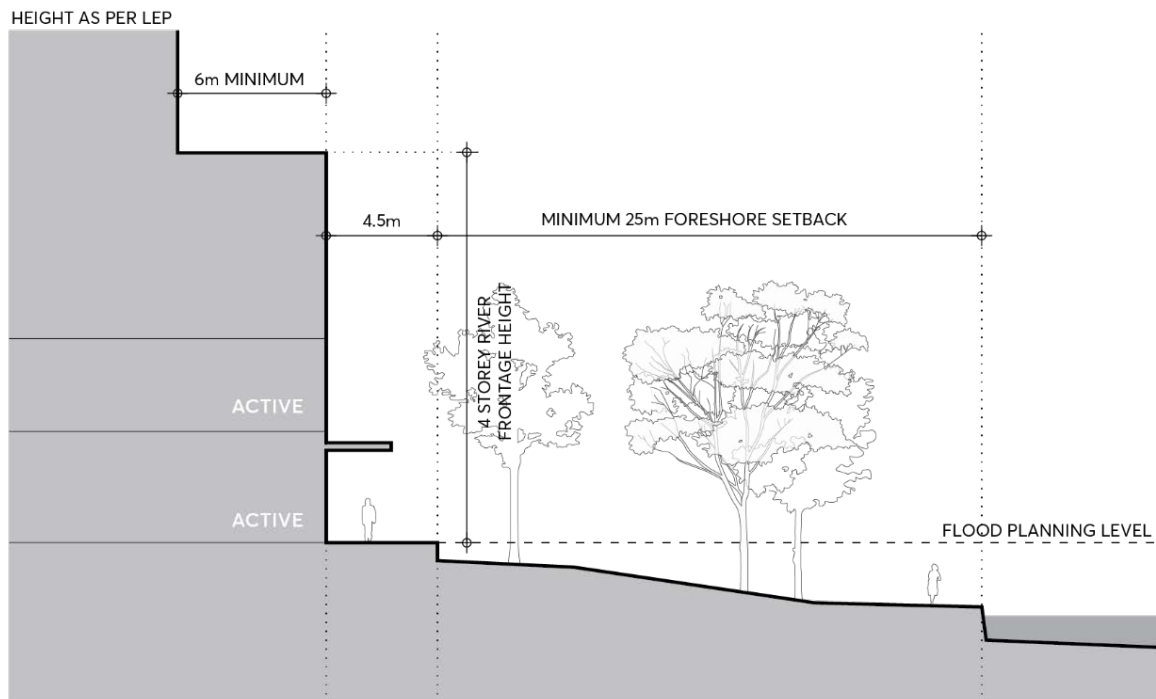 HEIGHT AS PER LEP
6m MINIMUM
4.5m
MINIMUM 25m FORESHORE SETBACK
4 STOREY RIVER
FRONTAGE HEIGHT
ACTIVE
ACTIVE
FLOOD PLANNING LEVEL